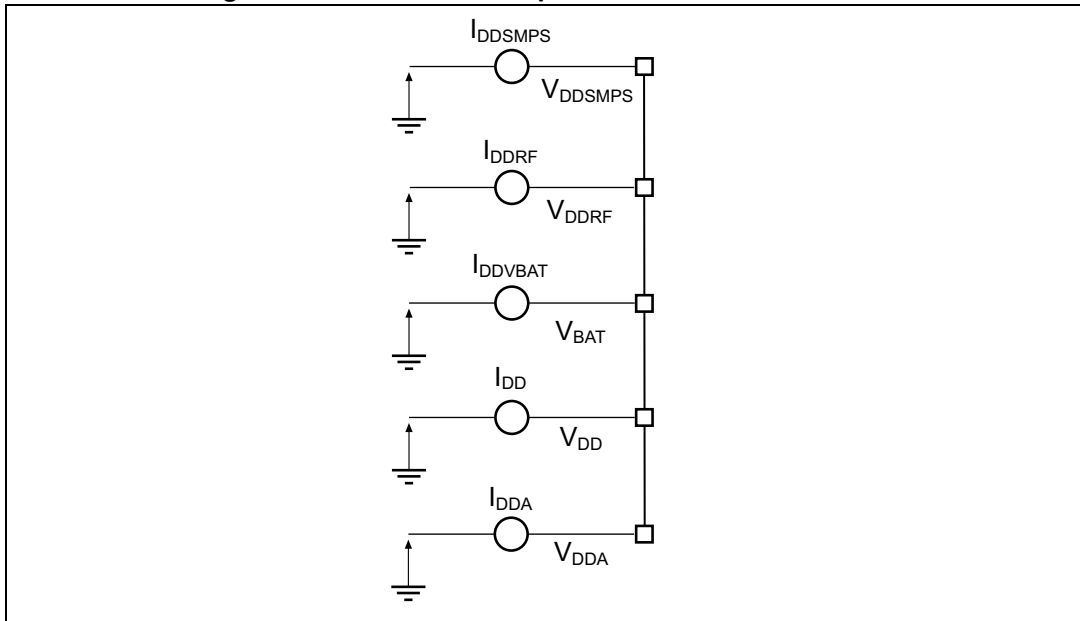 IDDSMPS
VDDSMPS
IDDRF
VDDRF
IDDVBAT
VBAT
IDD
VDD
IDDA
VDDA